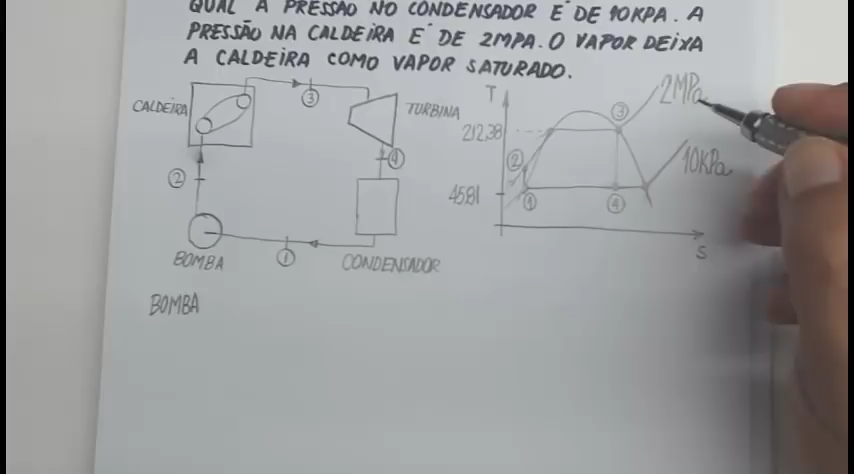 QUAL A PRESSÃO NO CONDENSADOR É DE 10KPA. A
PRESSÃO NA CALDEIRA É DE 2MPA. O VAPOR DEIXA
A CALDEIRA COMO VAPOR SATURADO.
CALDEIRA
3
TURBINA
4
2
BOMBA
1
CONDENSADOR
T
2MPa
3
212,38
2
10KPa
45,81
1
4
S
BOMBA